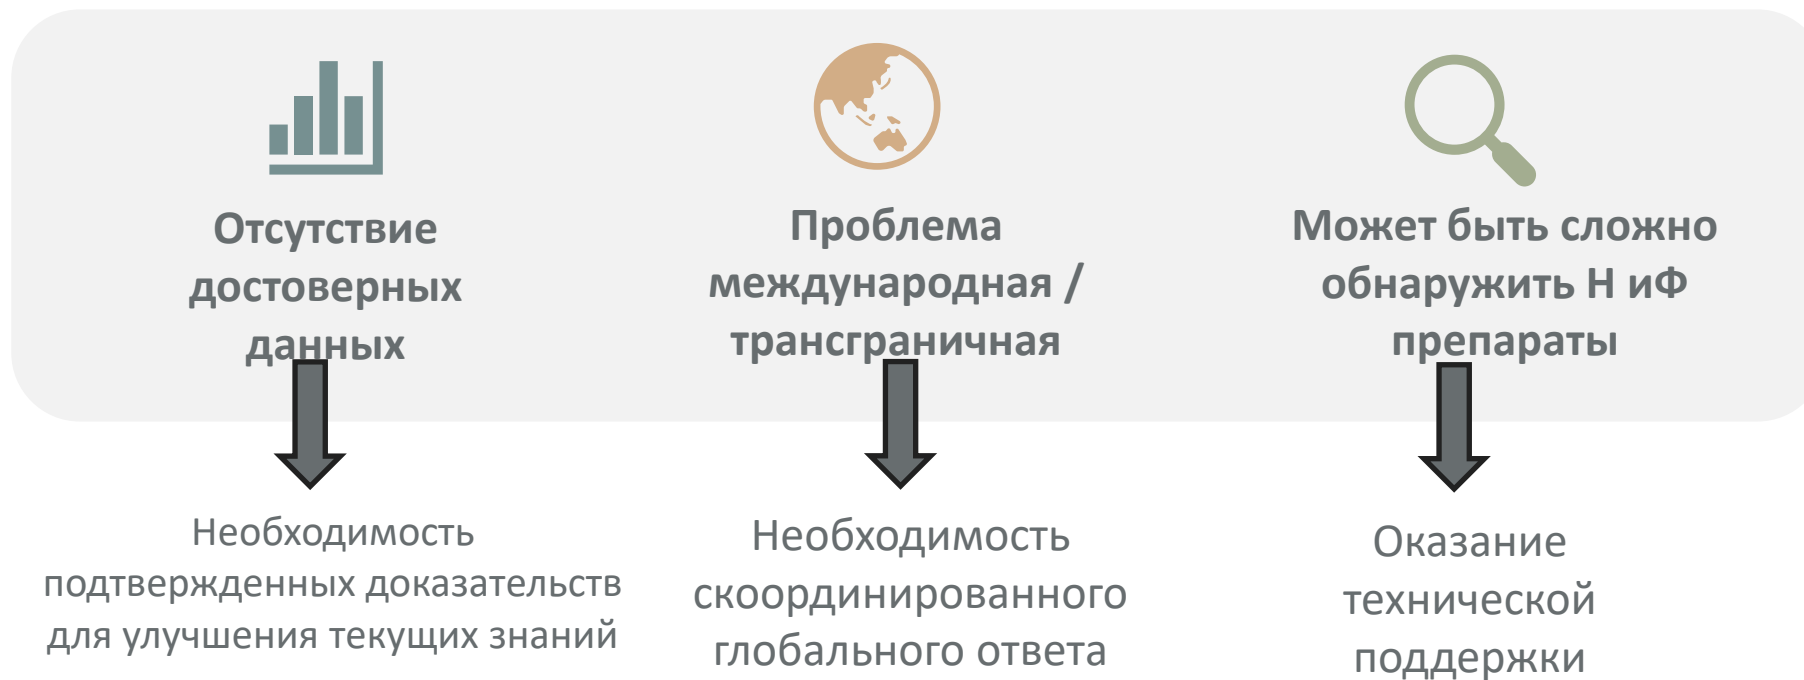 Отсутствие
достоверных
данных
Проблема
международная /
трансграничная
Может быть сложно
обнаружить Н иФ
препараты
Необходимость
подтвержденных доказательств
для улучшения текущих знаний
Необходимость
скоординированного
глобального ответа
Оказание
технической
поддержки